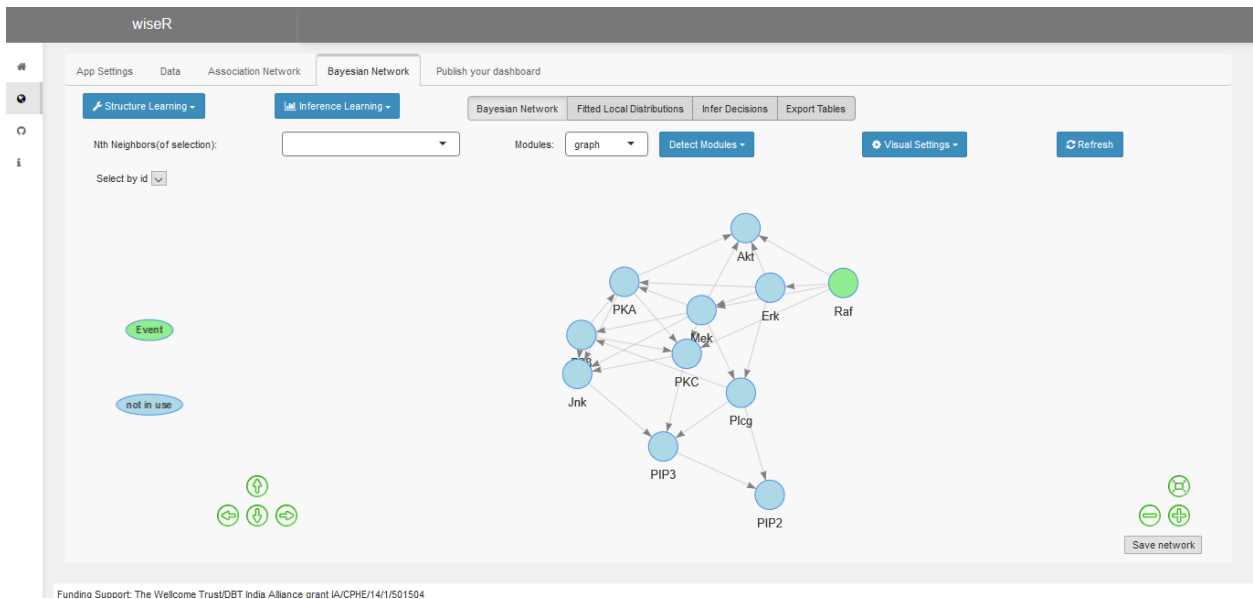 wiseR
App Settings Data Association Network Bayesian Network Publish your dashboard
Structure Learning Inference Learning Bayesian Network Fitted Local Distributions Infer Decisions Export Tables
Nth Neighbors(of selection): Modules: graph Detect Modules Visual Settings Refresh
Select by id
Akt
PKA
Erk
Raf
Event
Mek
PKC
not in use
Jnk
Plcg
PIP3
PIP2
Save network
Funding Support: The Wellcome Trust/DBT India Alliance grant IA/CPHE/14/1/501504